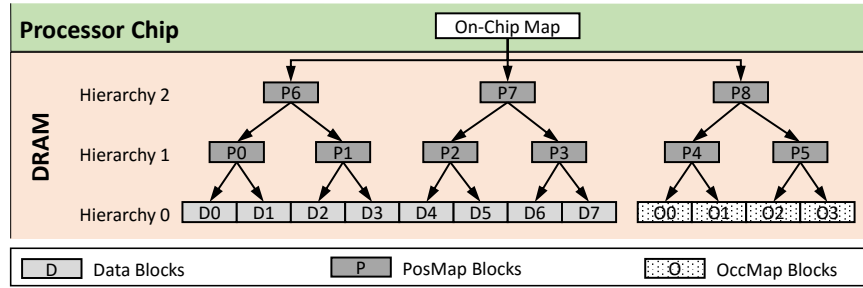 Processor Chip
On-Chip Map
DRAM
Hierarchy 2
P6
P7
P8
Hierarchy 1
P0
P1
P2
P3
P4
P5
Hierarchy 0
D0
D1
D2
D3
D4
D5
D6
D7
O0
O1
O2
O3
D
Data Blocks
P
PosMap Blocks
O
OccMap Blocks